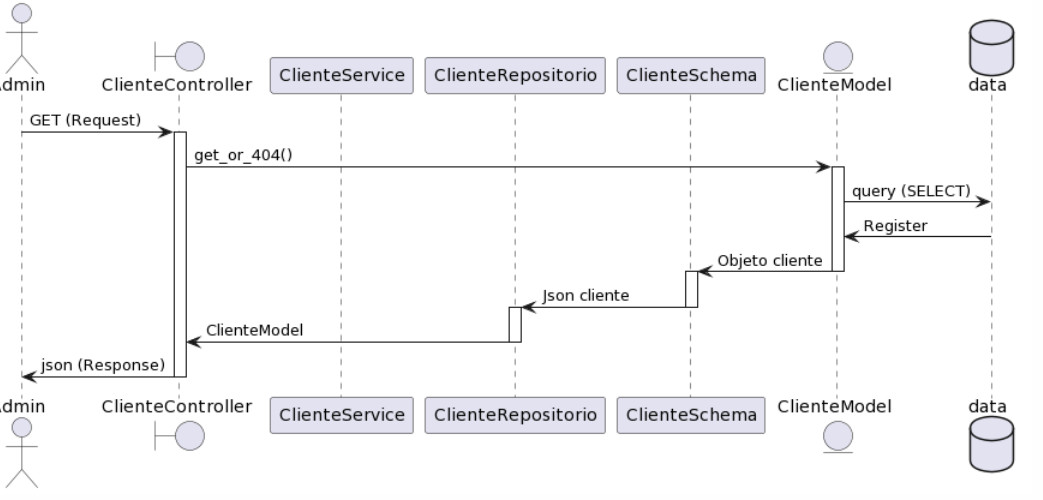 ClienteController
ClienteService
ClienteRepositorio
ClienteSchema
ClienteModel
data
dmin
GET (Request)
get_or_404()
query (SELECT)
Register
Objeto cliente
Json cliente
ClienteModel
json (Response)
dmin
ClienteController
ClienteService
ClienteRepositorio
ClienteSchema
ClienteModel
data